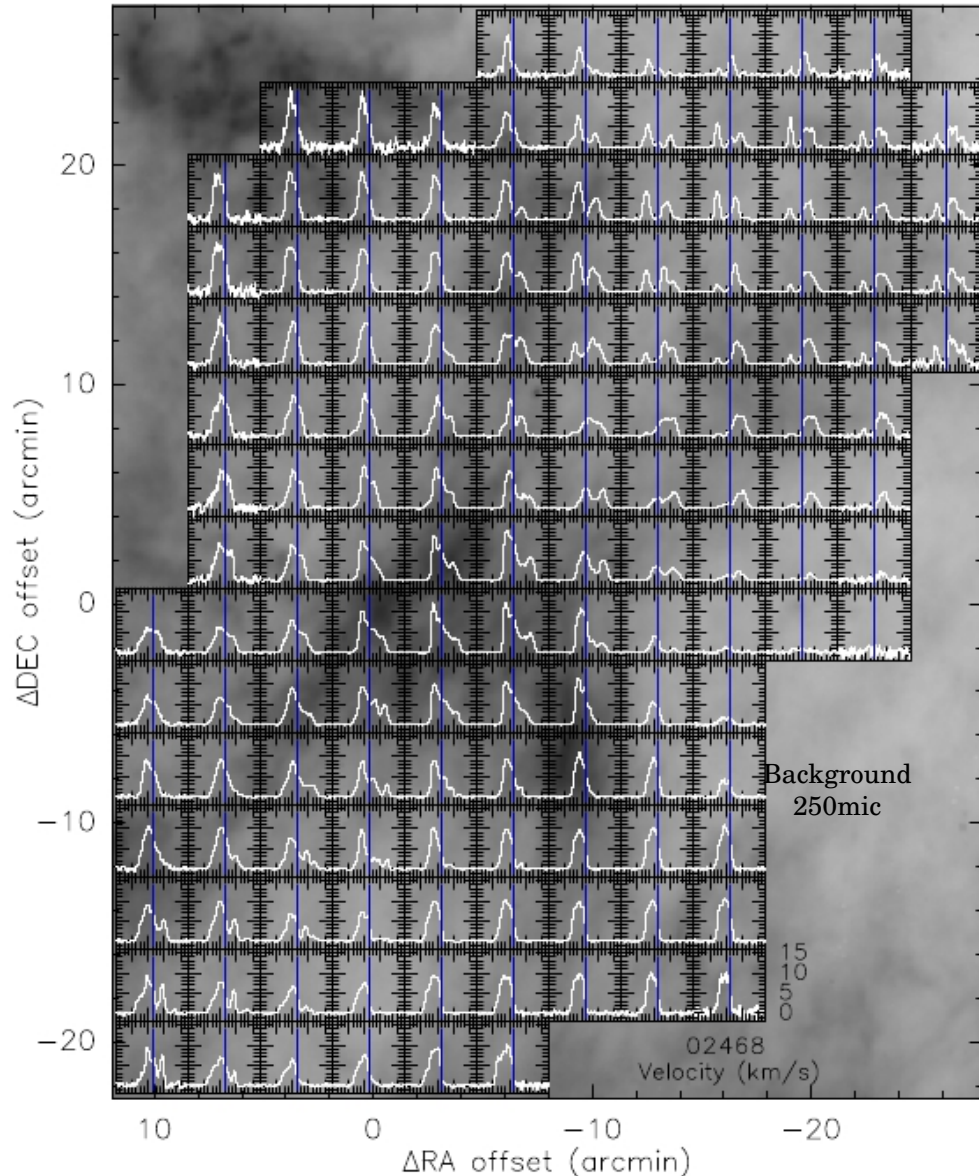 20
10
0
−10
−20
ΔDEC offset (arcmin)
Background
250mic
15
10
5
0
02468
Velocity (km/s)
10
0
−10
−20
ΔRA offset (arcmin)